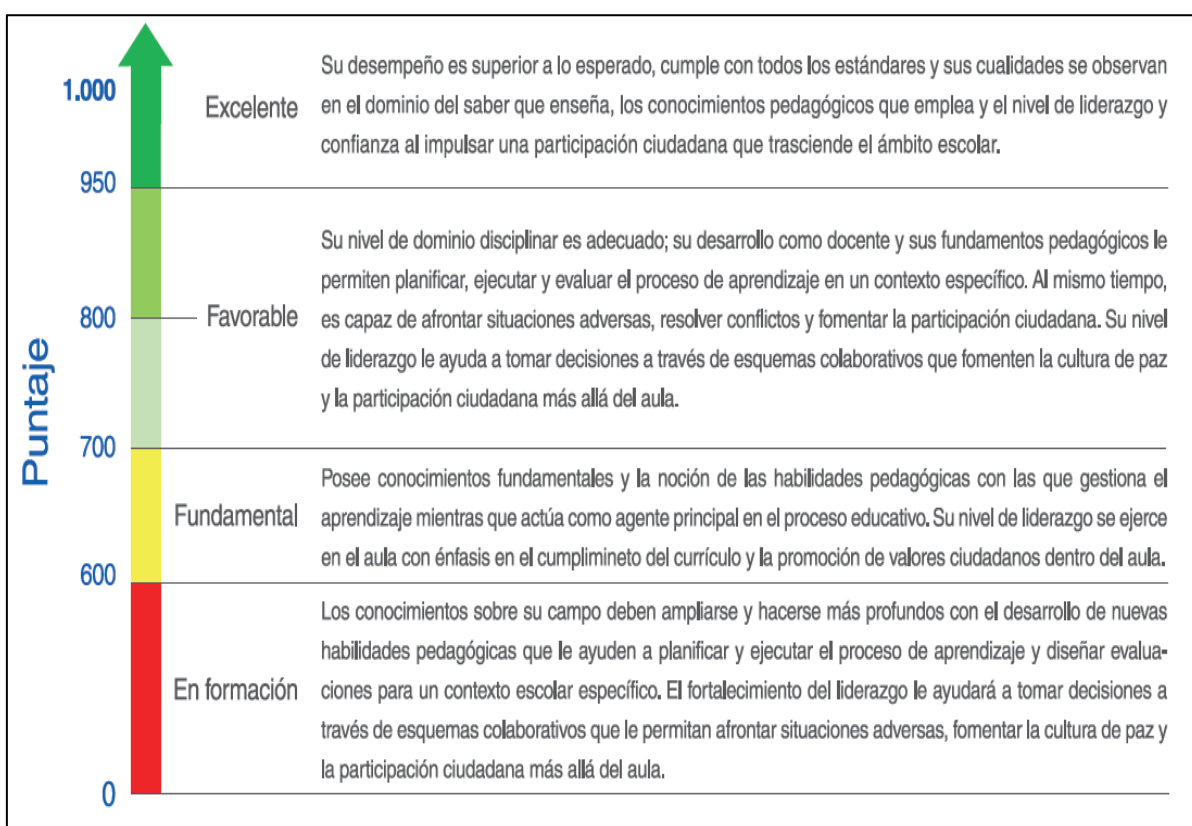 Puntaje
1.000
Excelente
Su desempeño es superior a lo esperado, cumple con todos los estándares y sus cualidades se observan
en el dominio del saber que enseña, los conocimientos pedagógicos que emplea y el nivel de liderazgo y
confianza al impulsar una participación ciudadana que trasciende el ámbito escolar.
950
800
Favorable
Su nivel de dominio disciplinar es adecuado; su desarrollo como docente y sus fundamentos pedagógicos le
permiten planificar, ejecutar y evaluar el proceso de aprendizaje en un contexto específico. Al mismo tiempo,
es capaz de afrontar situaciones adversas, resolver conflictos y fomentar la participación ciudadana. Su nivel
de liderazgo le ayuda a tomar decisiones a través de esquemas colaborativos que fomenten la cultura de paz
y la participación ciudadana más allá del aula.
700
Fundamental
Posee conocimientos fundamentales y la noción de las habilidades pedagógicas con las que gestiona el
aprendizaje mientras que actúa como agente principal en el proceso educativo. Su nivel de liderazgo se ejerce
en el aula con énfasis en el cumplimineto del currículo y la promoción de valores ciudadanos dentro del aula.
600
En formación
Los conocimientos sobre su campo deben ampliarse y hacerse más profundos con el desarrollo de nuevas
habilidades pedagógicas que le ayuden a planificar y ejecutar el proceso de aprendizaje y diseñar evalua-
ciones para un contexto escolar específico. El fortalecimiento del liderazgo le ayudará a tomar decisiones a
través de esquemas colaborativos que le permitan afrontar situaciones adversas, fomentar la cultura de paz y
la participación ciudadana más allá del aula.
0